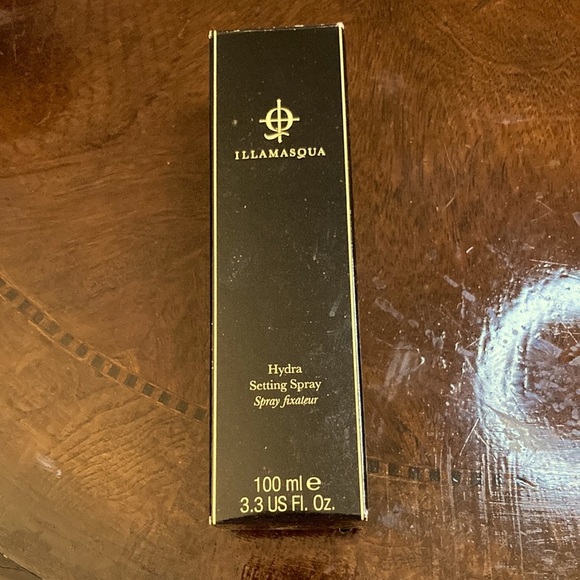 ILLAMASQUA
Hydra
Setting Spray
Spray fixateur
100 ml e
3.3 US Fl. Oz.